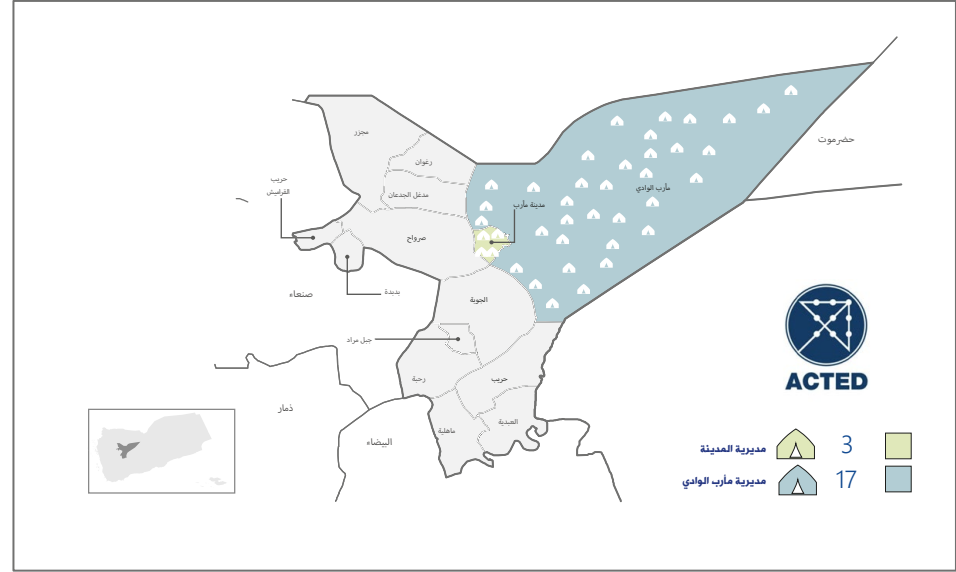 مجزر
رغوان
حضرموت
مدغل الجدعان
حريب
القراميش
مأرب الوادي
مدينة مأرب
صرواح
صنعاء
بدبدة
الجوبة
جبل مراد
رحبة
حريب
العبدية
ماهلية
ذمار
البيضاء
ACTED
مديرية المدينة 3
مديرية مأرب الوادي 17